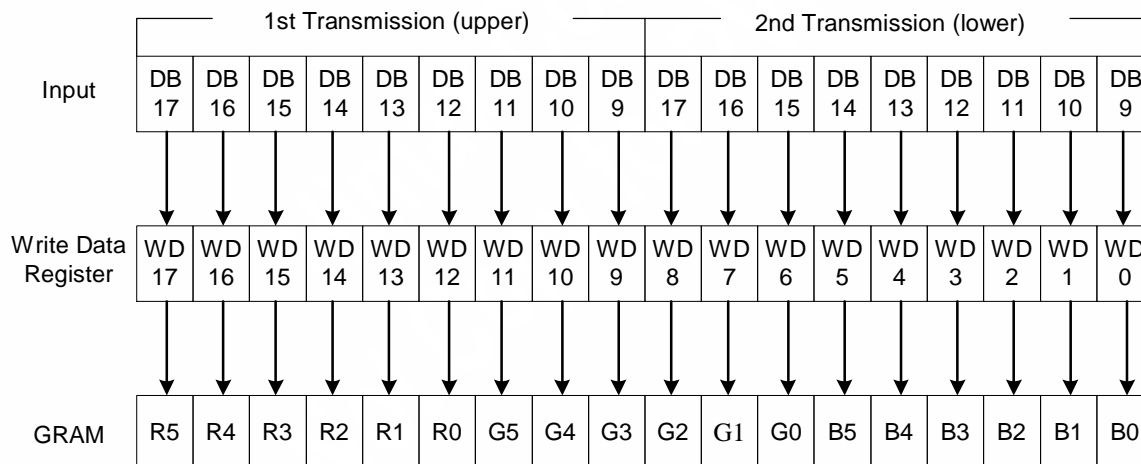 1st Transmission (upper) 2nd Transmission (lower)
Input DB 17 DB 16 DB 15 DB 14 DB 13 DB 12 DB 11 DB 10 DB 9 DB 17 DB 16 DB 15 DB 14 DB 13 DB 12 DB 11 DB 10 DB 9
Write Data Register WD 17 WD 16 WD 15 WD 14 WD 13 WD 12 WD 11 WD 10 WD 9 WD 8 WD 7 WD 6 WD 5 WD 4 WD 3 WD 2 WD 1 WD 0
GRAM R5 R4 R3 R2 R1 R0 G5 G4 G3 G2 G1 G0 B5 B4 B3 B2 B1 B0